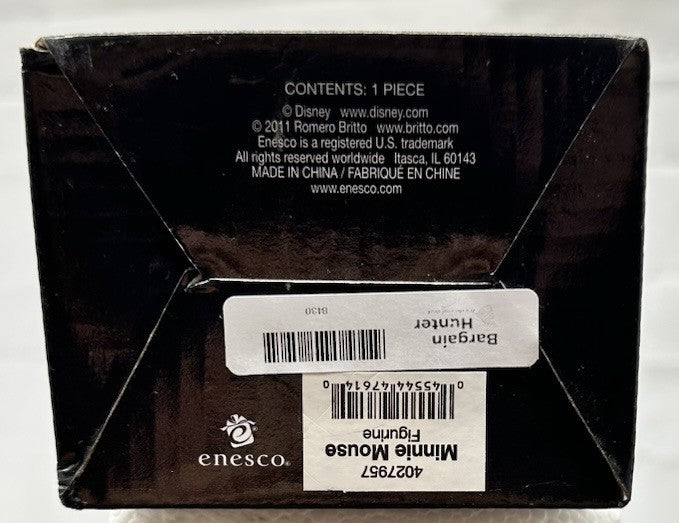 CONTENTS: 1 PIECE
© Disney www.disney.com
© 2011 Romero Britto www.britto.com
Enesco is a registered U.S. trademark
All rights reserved worldwide Itasca, IL 60143
MADE IN CHINA / FABRIQUÉ EN CHINE
www.enesco.com
Bargain
Hunter
8130
enesco®
4027957
Minnie Mouse
Figurine
0 45544 47614 0